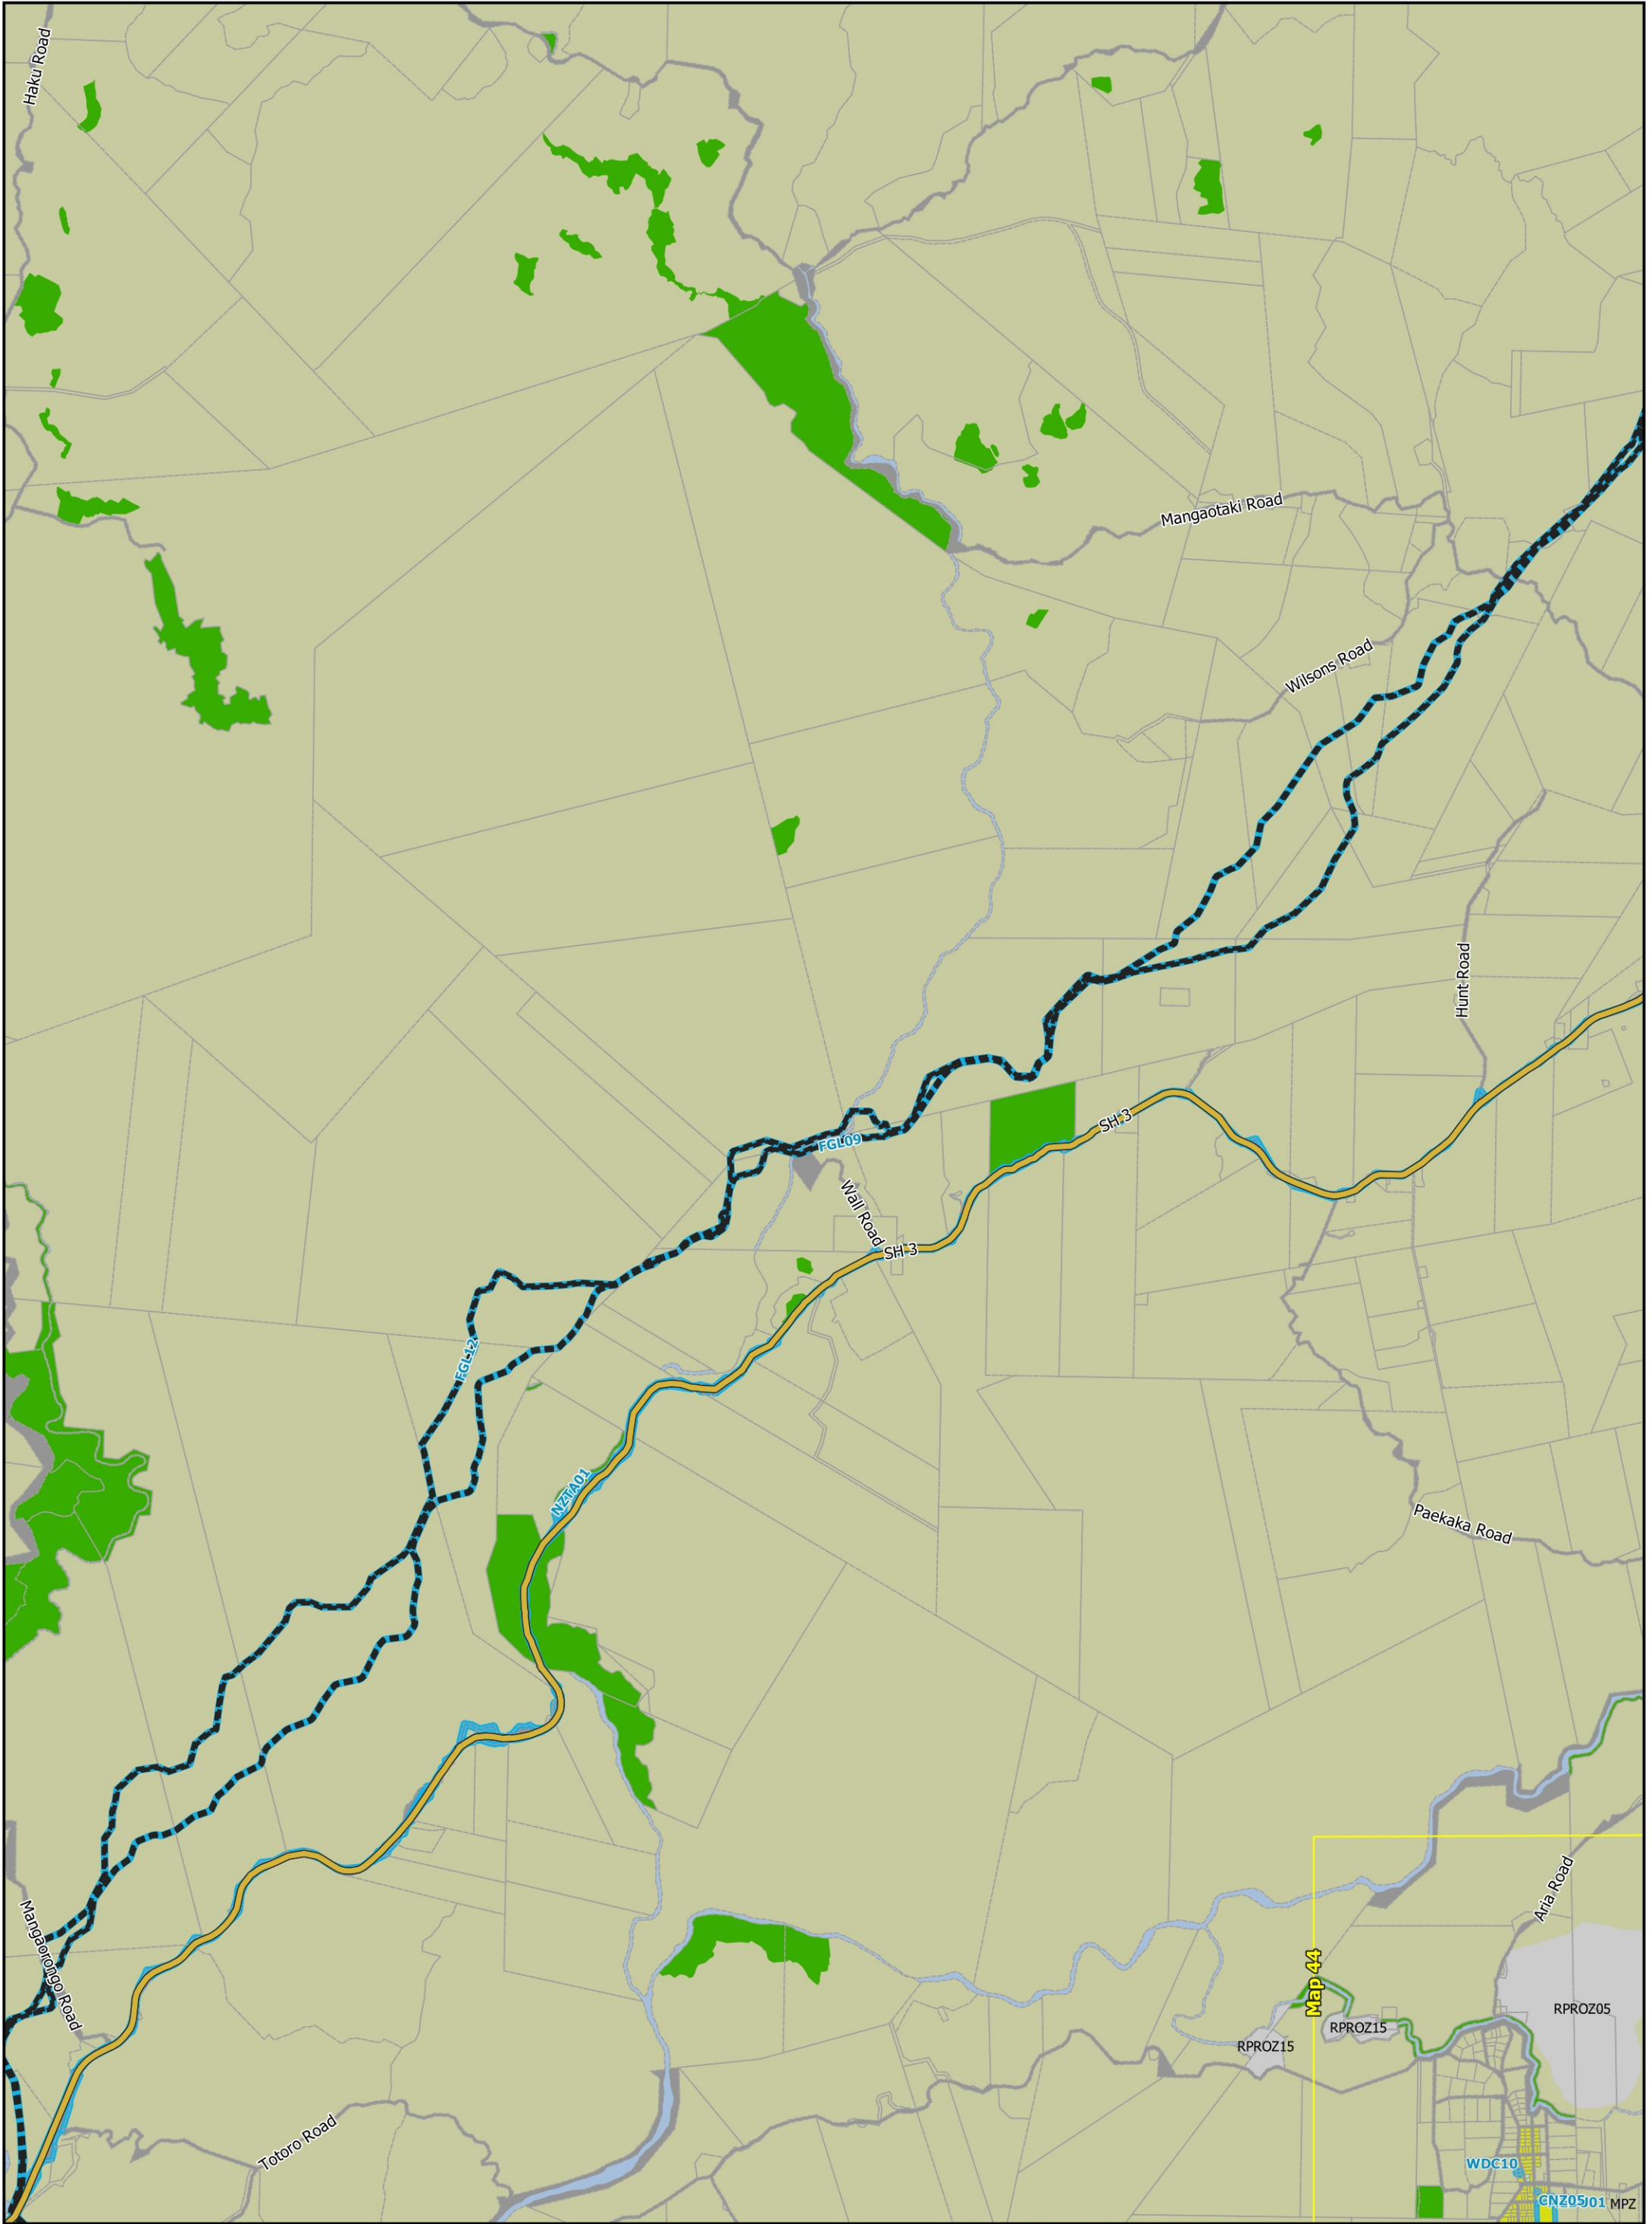 Haku Road
Mangaotaki Road
Wilsons Road
Hunt Road
SH 3
FGL09
Wall Road
SH 3
FGL12
NZTA01
Paekaka Road
Aria Road
Mangaorongo Road
Map 44
RPROZ05
RPROZ15
RPROZ15
Totoro Road
WDC10
CNZ05
J01
MPZ